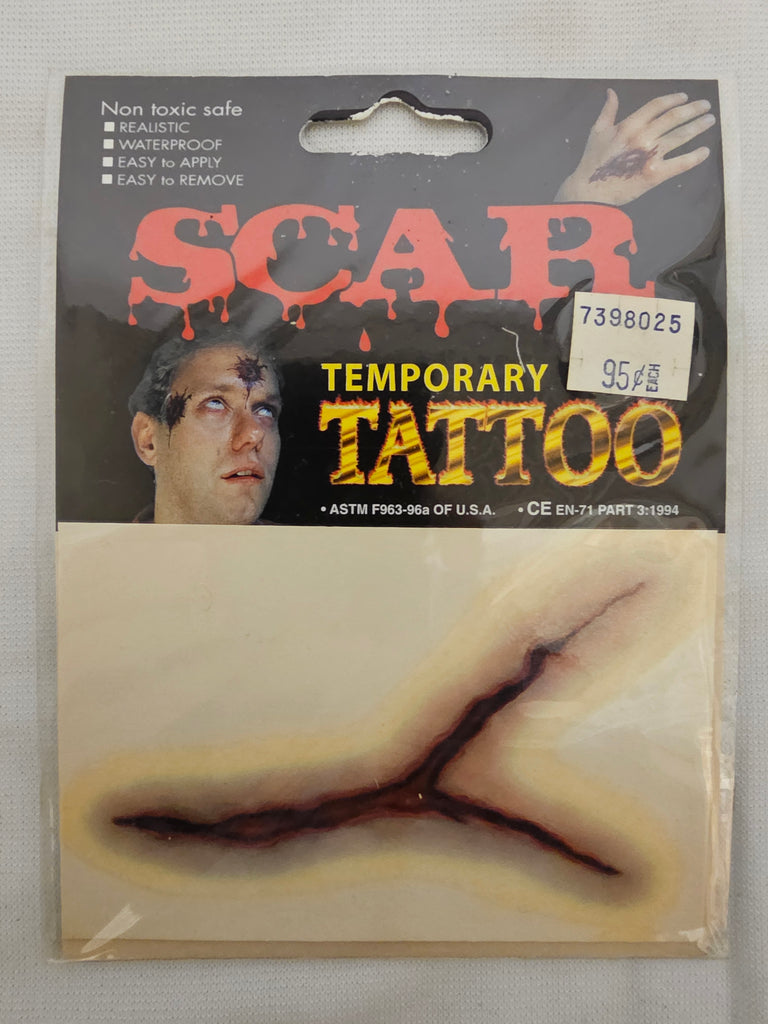 Non toxic safe
REALISTIC
WATERPROOF
EASY to APPLY
EASY to REMOVE
SCAR
7398025
95¢ EACH
TEMPORARY
TATTOO
• ASTM F963-96a OF U.S.A. • CE EN-71 PART 3:1994